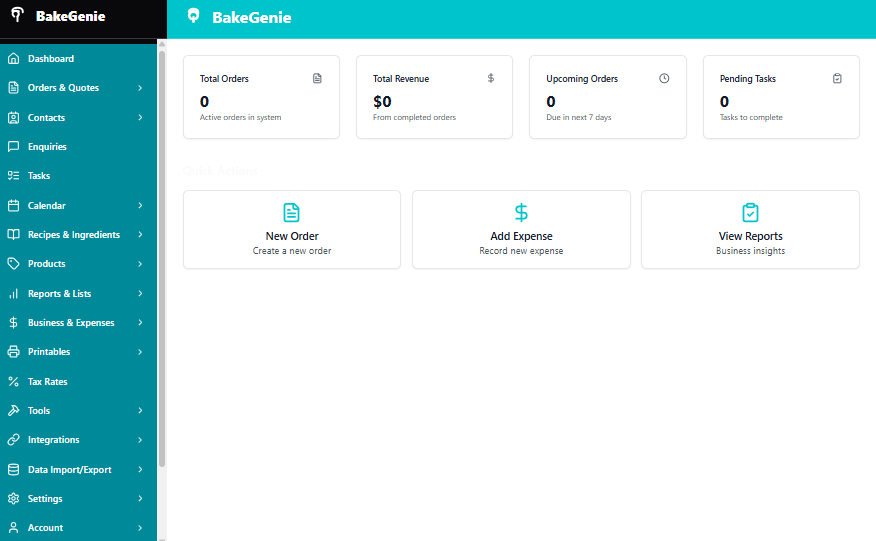 BakeGenie
BakeGenie
Dashboard
Orders & Quotes
Contacts
Enquiries
Tasks
Calendar
Recipes & Ingredients
Products
Reports & Lists
Business & Expenses
Printables
Tax Rates
Tools
Integrations
Data Import/Export
Settings
Account
Total Orders
0
Active orders in system
Total Revenue
$0
From completed orders
Upcoming Orders
0
Due in next 7 days
Pending Tasks
0
Tasks to complete
Quick Actions
New Order
Create a new order
Add Expense
Record new expense
View Reports
Business insights